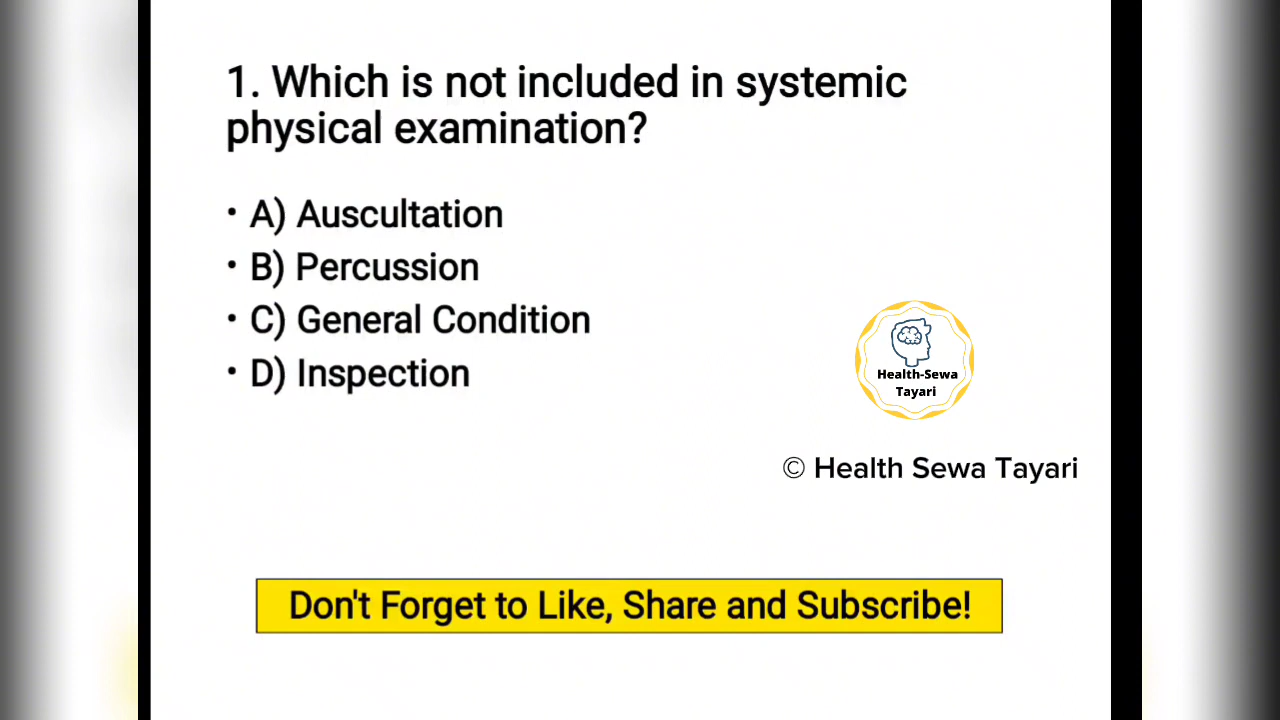 1. Which is not included in systemic
physical examination?
• A) Auscultation
• B) Percussion
• C) General Condition
• D) Inspection
Health-Sewa
Tayari
© Health Sewa Tayari
Don't Forget to Like, Share and Subscribe!